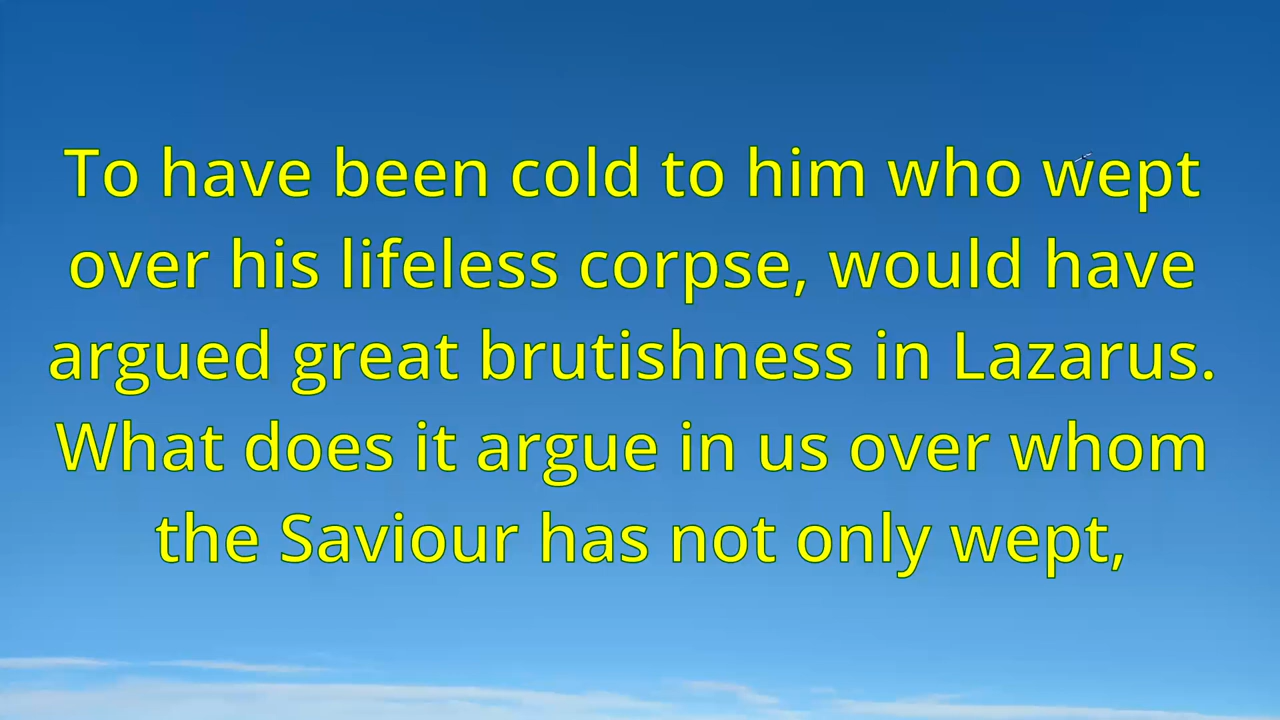 To have been cold to him who wept
over his lifeless corpse, would have
argued great brutishness in Lazarus.
What does it argue in us over whom
the Saviour has not only wept,